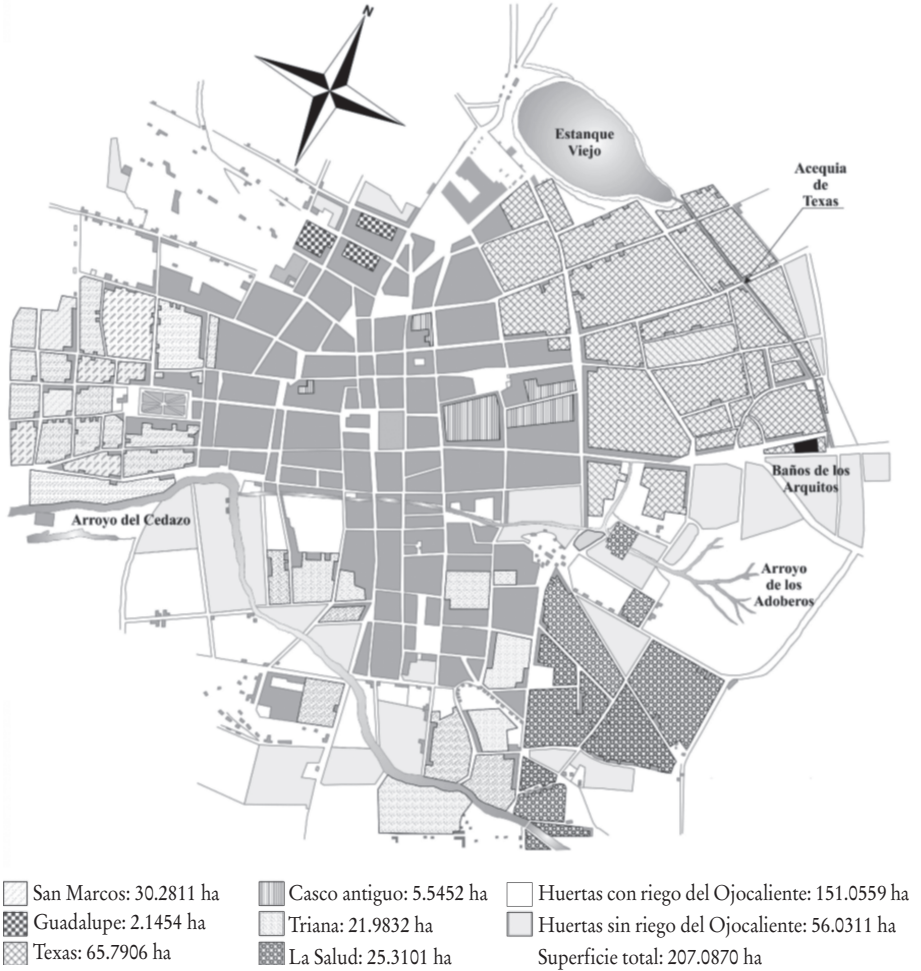 N
Estanque
Viejo
Acequia
de
Texas
Baños de los
Arquitos
Arroyo del Cedazo
Arroyo
de los
Adoberos
San Marcos: 30.2811 ha
Guadalupe: 2.1454 ha
Texas: 65.7906 ha
Casco antiguo: 5.5452 ha
Triana: 21.9832 ha
La Salud: 25.3101 ha
Huertas con riego del Ojocaliente: 151.0559 ha
Huertas sin riego del Ojocaliente: 56.0311 ha
Superficie total: 207.0870 ha